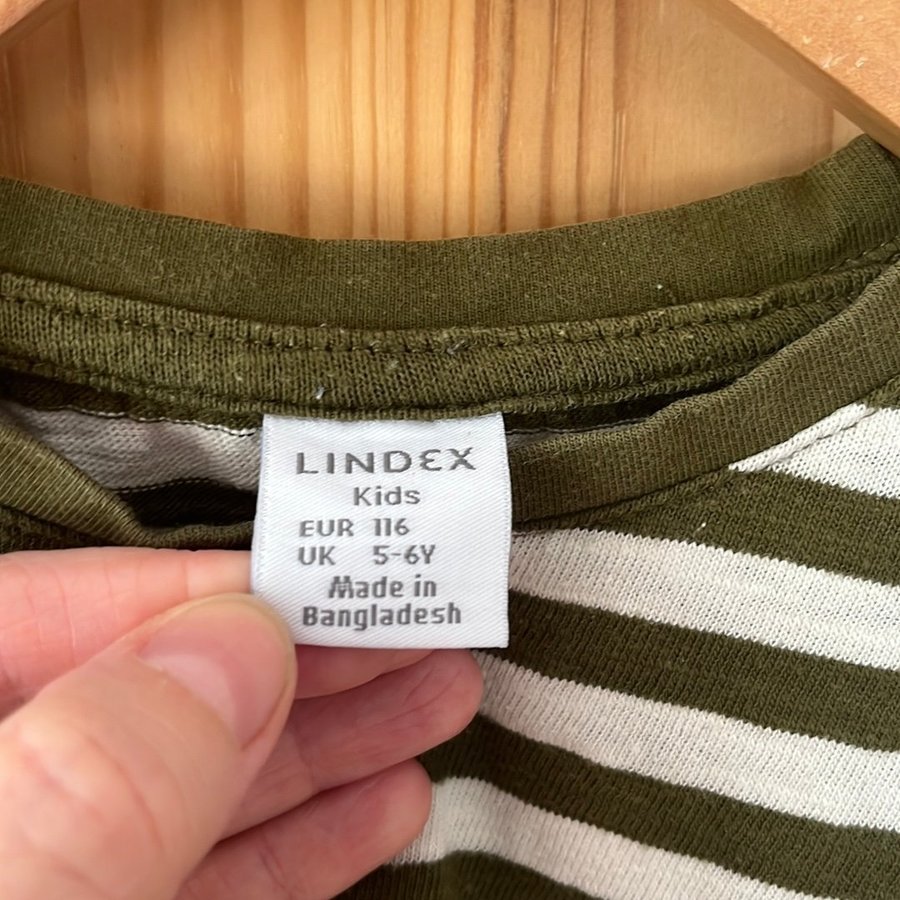 LINDEX
Kids
EUR 116
UK 5-6Y
Made in
Bangladesh